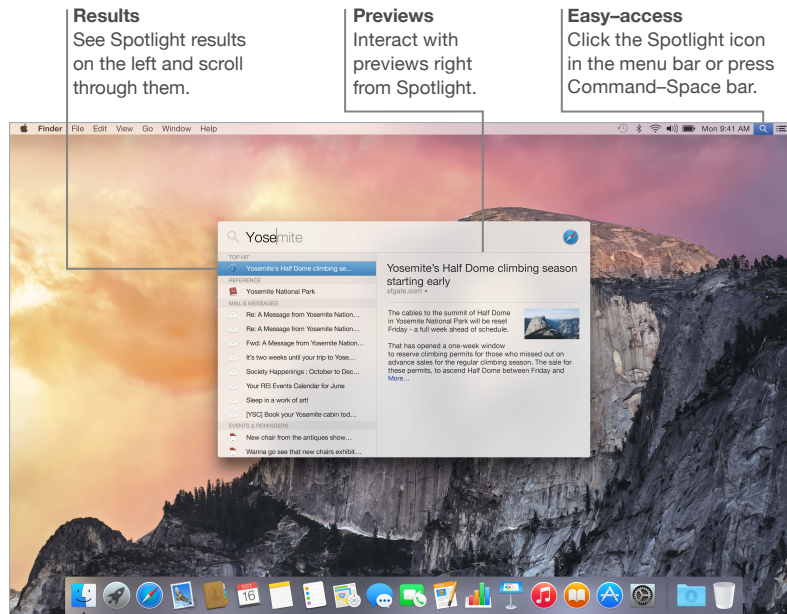 Results
See Spotlight results
on the left and scroll
through them.
Previews
Interact with
previews right
from Spotlight.
Easy–access
Click the Spotlight icon
in the menu bar or press
Command–Space bar.
Finder File Edit View Go Window Help
Mon 9:41 AM
Yosemite
TOP HIT
Yosemite's Half Dome climbing se...
REFERENCE
Yosemite National Park
MAIL & MESSAGES
Re: A Message from Yosemite Nation…
Re: A Message from Yosemite Nation…
Fwd: A Message from Yosemite Nation…
It's two weeks until your trip to Yose…
Society Happenings : October to Dec…
Your REI Events Calendar for June
Sleep in a work of art!
[YSC] Book your Yosemite cabin tod…
EVENTS & REMINDERS
New chair from the antiques show…
Wanna go see that new chairs exhibit…
Yosemite's Half Dome climbing season
starting early
sfgate.com •
The cables to the summit of Half Dome
in Yosemite National Park will be reset
Friday - a full week ahead of schedule.
That has opened a one-week window
to reserve climbing permits for those who missed out on
advance sales for the regular climbing season. The sale for
these permits, to ascend Half Dome between Friday and
More...
OCT
16